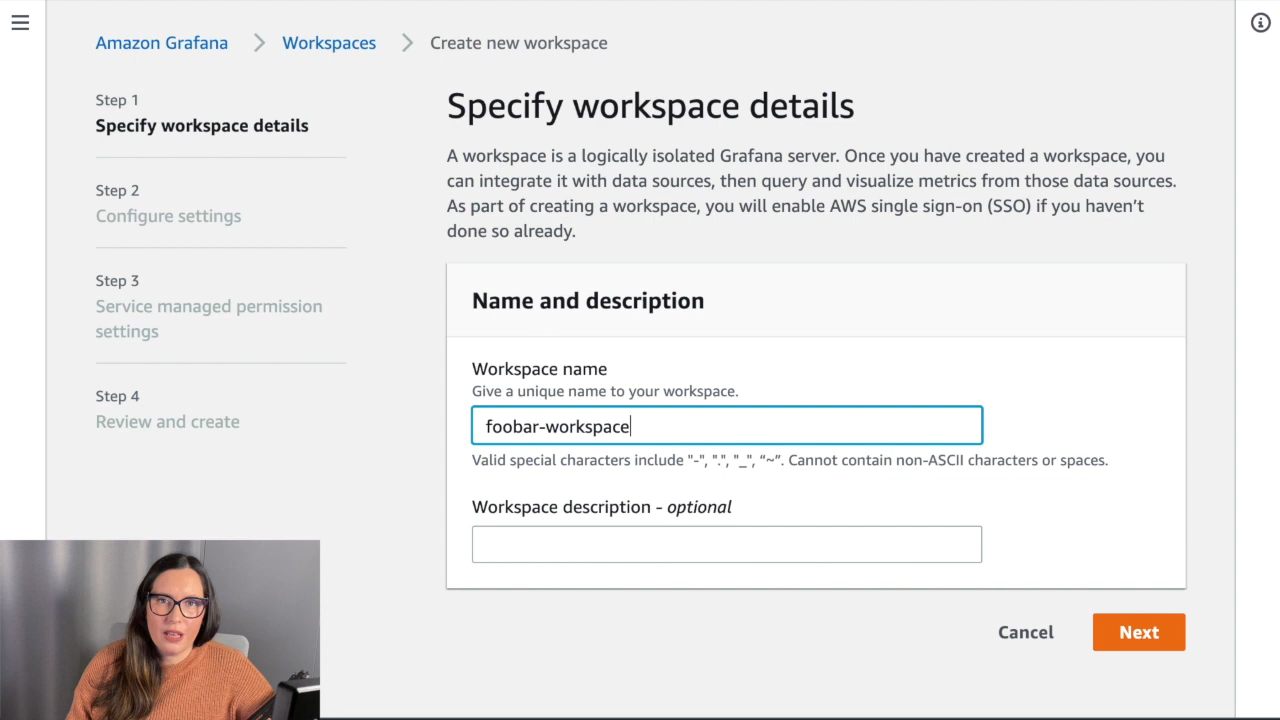 Amazon Grafana
Workspaces
Create new workspace
Step 1
Specify workspace details
Step 2
Configure settings
Step 3
Service managed permission
settings
Step 4
Review and create
Specify workspace details
A workspace is a logically isolated Grafana server. Once you have created a workspace, you
can integrate it with data sources, then query and visualize metrics from those data sources.
As part of creating a workspace, you will enable AWS single sign-on (SSO) if you haven’t
done so already.
Name and description
Workspace name
Give a unique name to your workspace.
foobar-workspace
Valid special characters include "-", ".", "_", “~”. Cannot contain non-ASCII characters or spaces.
Workspace description - optional
Cancel
Next